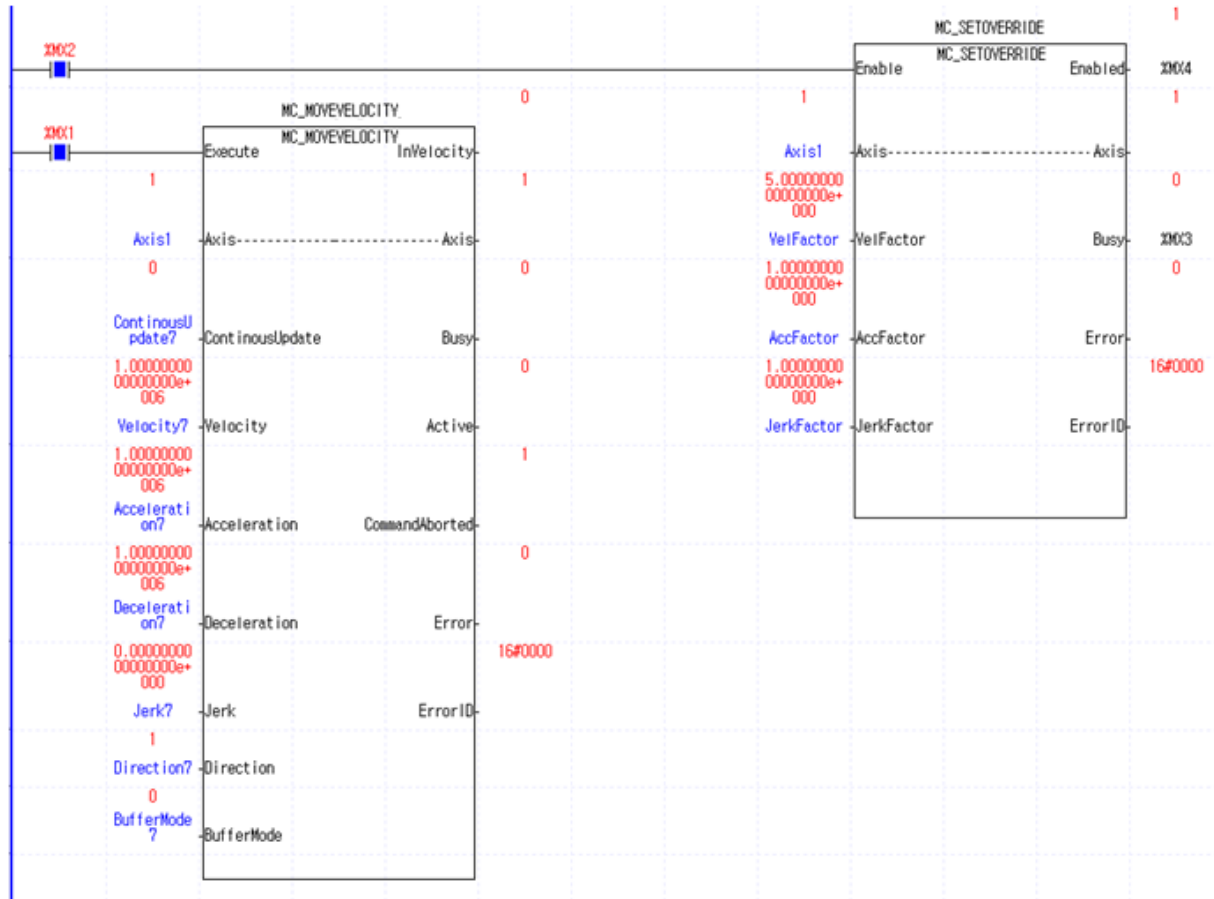 1
MC_SETOVERRIDE
%MX2
MC_SETOVERRIDE
Enable
Enabled
%MX4
0
1
1
MC_MOVEVELOCITY
%MX1
MC_MOVEVELOCITY
Execute
InVelocity
Axis1
Axis
Axis
1
1
5.00000000
00000000e+
000
0
Axis1
Axis
Axis
VelFactor
VelFactor
Busy
%MX3
0
0
1.00000000
00000000e+
000
0
ContinousU
pdate7
ContinousUpdate
Busy
AccFactor
AccFactor
Error
1.00000000
00000000e+
006
0
1.00000000
00000000e+
000
16#0000
Velocity7
Velocity
Active
JerkFactor
JerkFactor
ErrorID
1.00000000
00000000e+
006
1
Accelerati
on7
Acceleration
CommandAborted
1.00000000
00000000e+
006
0
Decelerati
on7
Deceleration
Error
0.00000000
00000000e+
000
16#0000
Jerk7
Jerk
ErrorID
1
Direction7
Direction
0
BufferMode
7
BufferMode